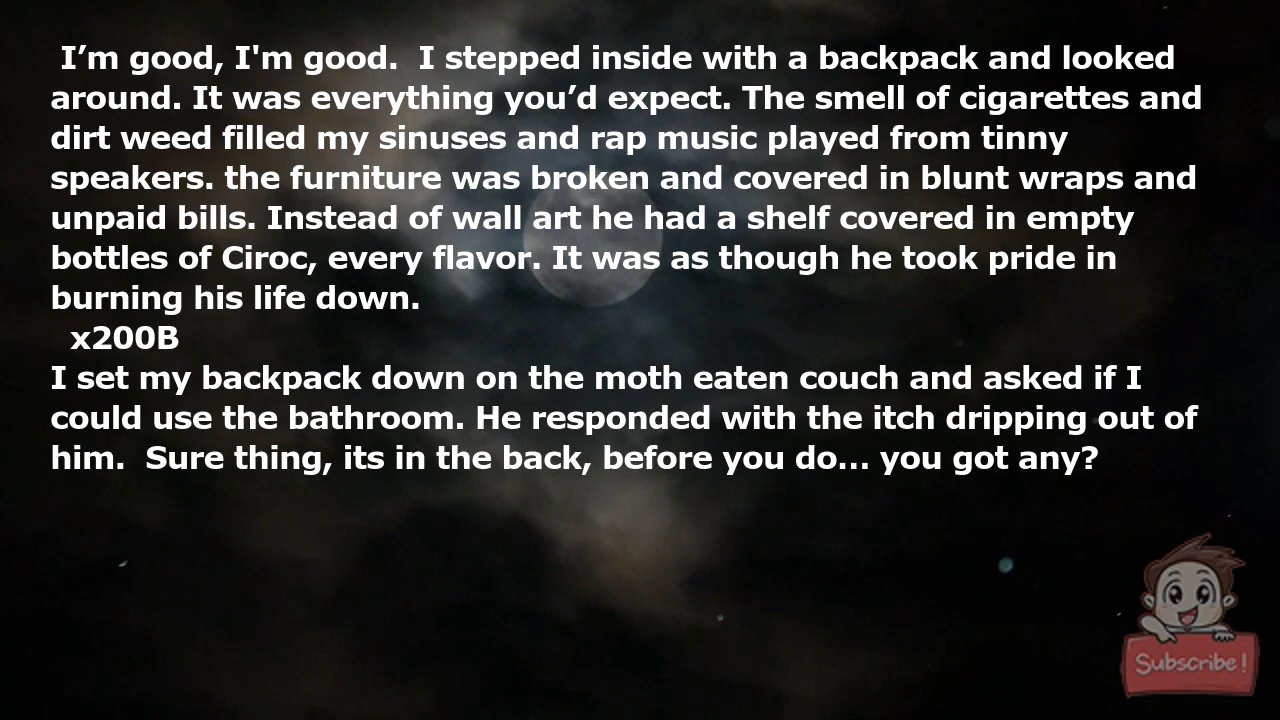 I’m good, I'm good.  I stepped inside with a backpack and looked
around. It was everything you’d expect. The smell of cigarettes and
dirt weed filled my sinuses and rap music played from tinny
speakers. the furniture was broken and covered in blunt wraps and
unpaid bills. Instead of wall art he had a shelf covered in empty
bottles of Ciroc, every flavor. It was as though he took pride in
burning his life down.
x200B
I set my backpack down on the moth eaten couch and asked if I
could use the bathroom. He responded with the itch dripping out of
him.  Sure thing, its in the back, before you do... you got any?
Subscribe!